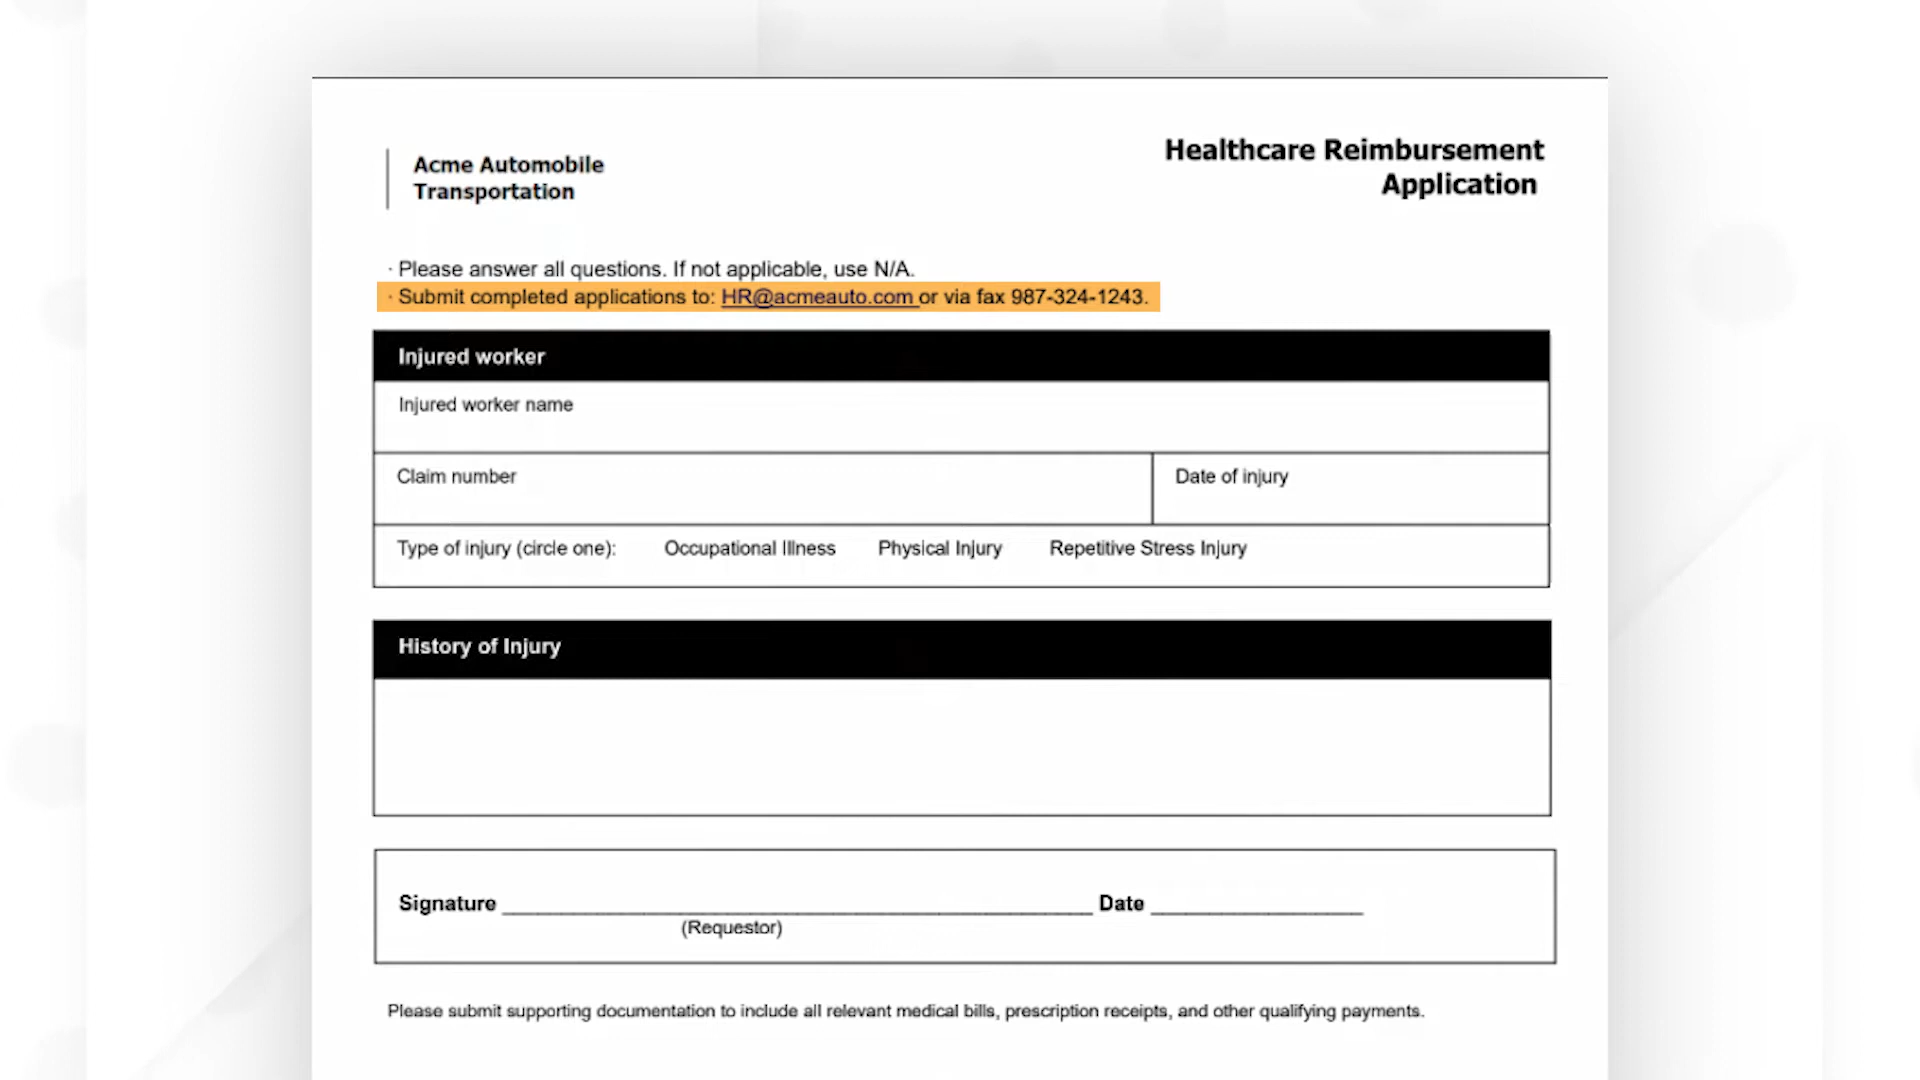 Acme Automobile
Transportation
Healthcare Reimbursement
Application
· Please answer all questions. If not applicable, use N/A.
· Submit completed applications to: HR@acmeauto.com or via fax 987-324-1243.
Injured worker
Injured worker name
Claim number
Date of injury
Type of injury (circle one): Occupational Illness Physical Injury Repetitive Stress Injury
History of Injury
Signature ____________________ Date ____________________
(Requestor)
Please submit supporting documentation to include all relevant medical bills, prescription receipts, and other qualifying payments.